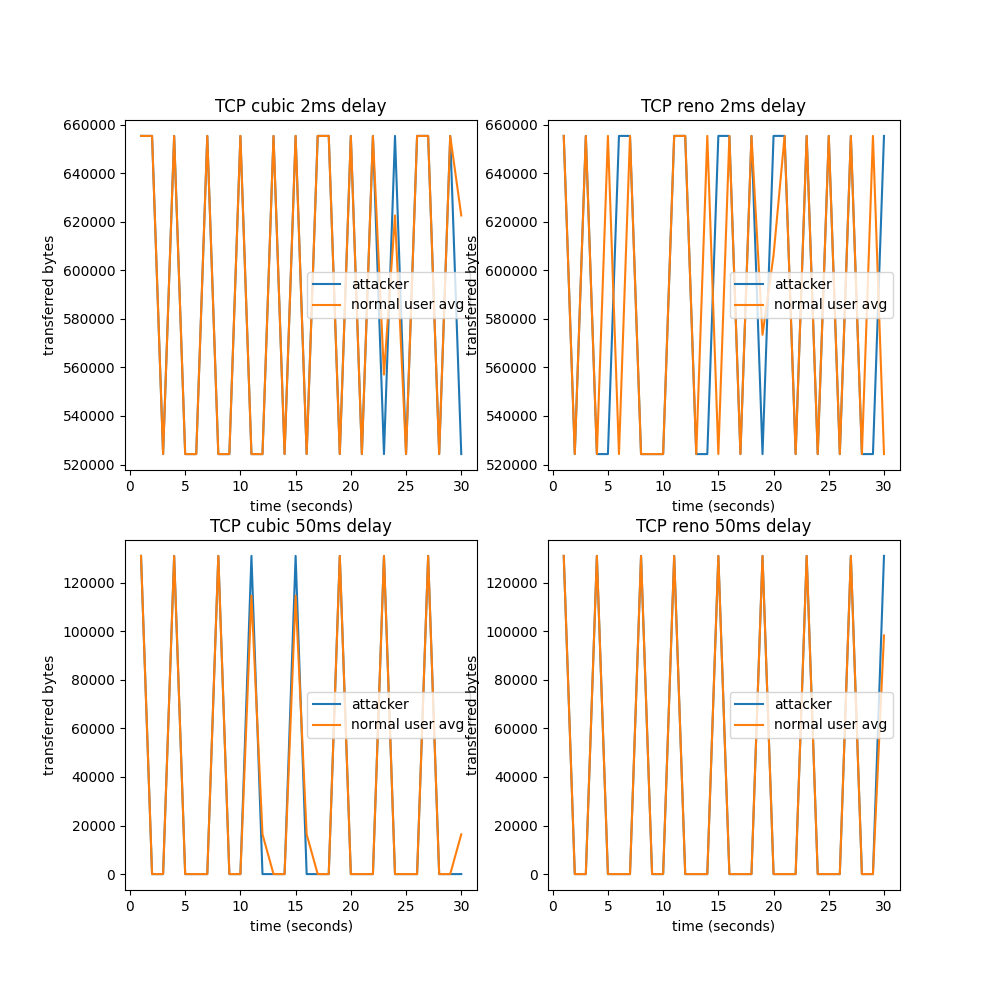 TCP cubic 2ms delay
TCP reno 2ms delay
660000
640000
620000
600000
580000
560000
540000
520000
transferred bytes
attacker
normal user avg
0 5 10 15 20 25 30
time (seconds)
660000
640000
620000
600000
580000
560000
540000
520000
transferred bytes
attacker
normal user avg
0 5 10 15 20 25 30
time (seconds)
TCP cubic 50ms delay
TCP reno 50ms delay
120000
100000
80000
60000
40000
20000
0
transferred bytes
attacker
normal user avg
0 5 10 15 20 25 30
time (seconds)
120000
100000
80000
60000
40000
20000
0
transferred bytes
attacker
normal user avg
0 5 10 15 20 25 30
time (seconds)